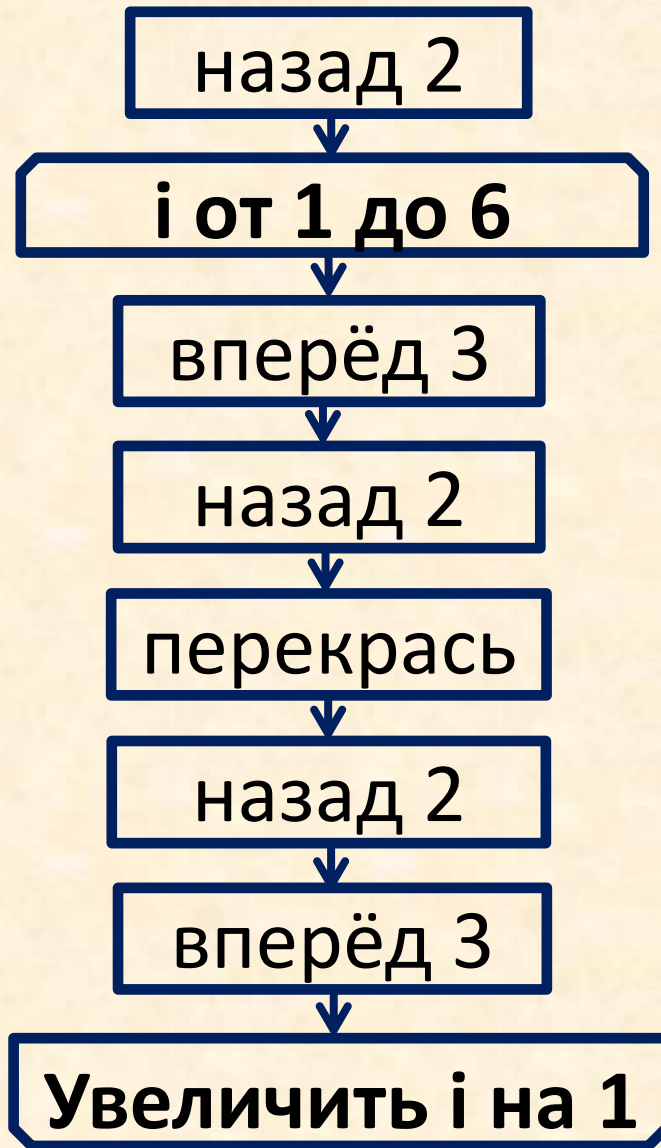 назад 2
i от 1 до 6
вперёд 3
назад 2
перекрась
назад 2
вперёд 3
Увеличить i на 1